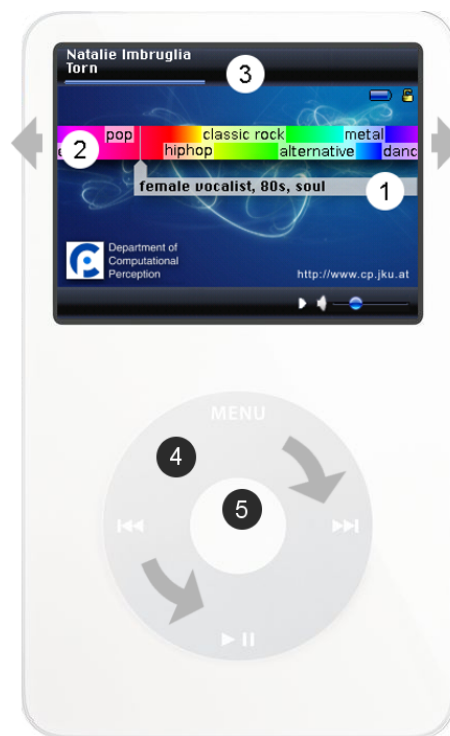 Natalie Imbruglia
Torn
3
pop
classic rock
metal
2
e
hiphop
alternative
danc
female vocalist, 80s, soul
1
Department of
Computational
Perception
http://www.cp.jku.at
MENU
4
5